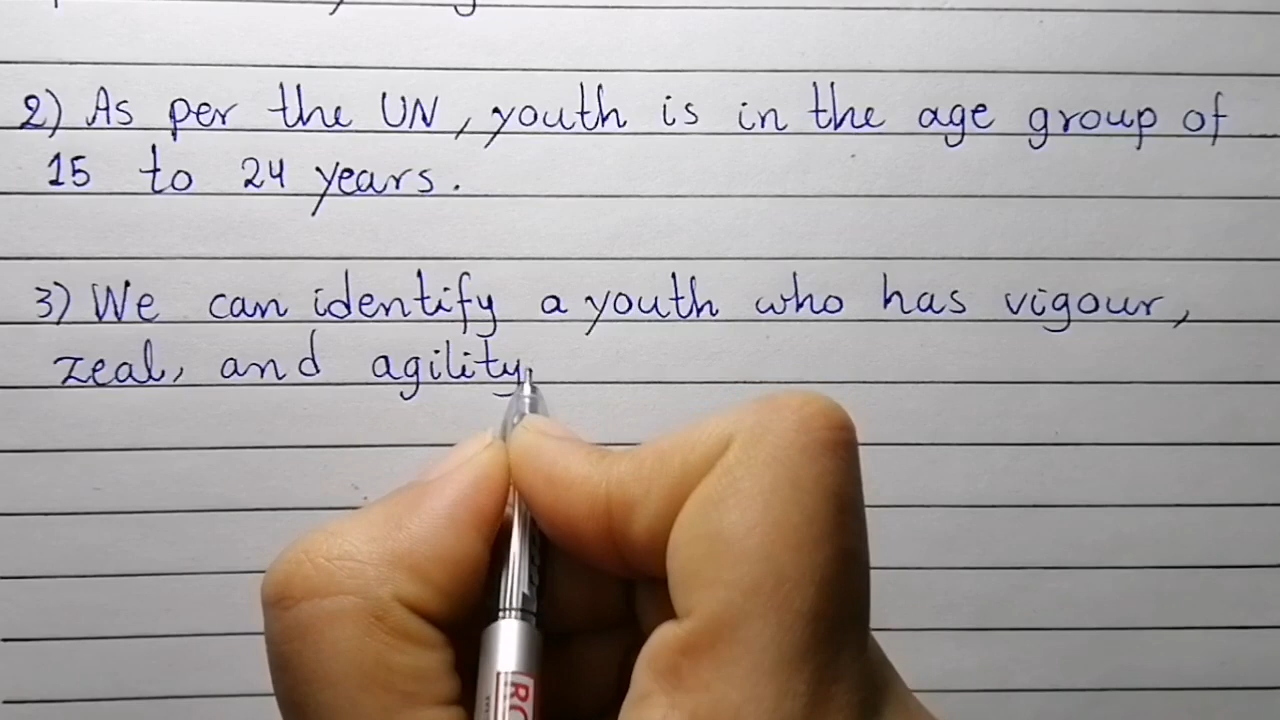 2) As per the UN, youth is in the age group of
15 to 24 years.
3) We can identify a youth who has vigour,
zeal, and agility.